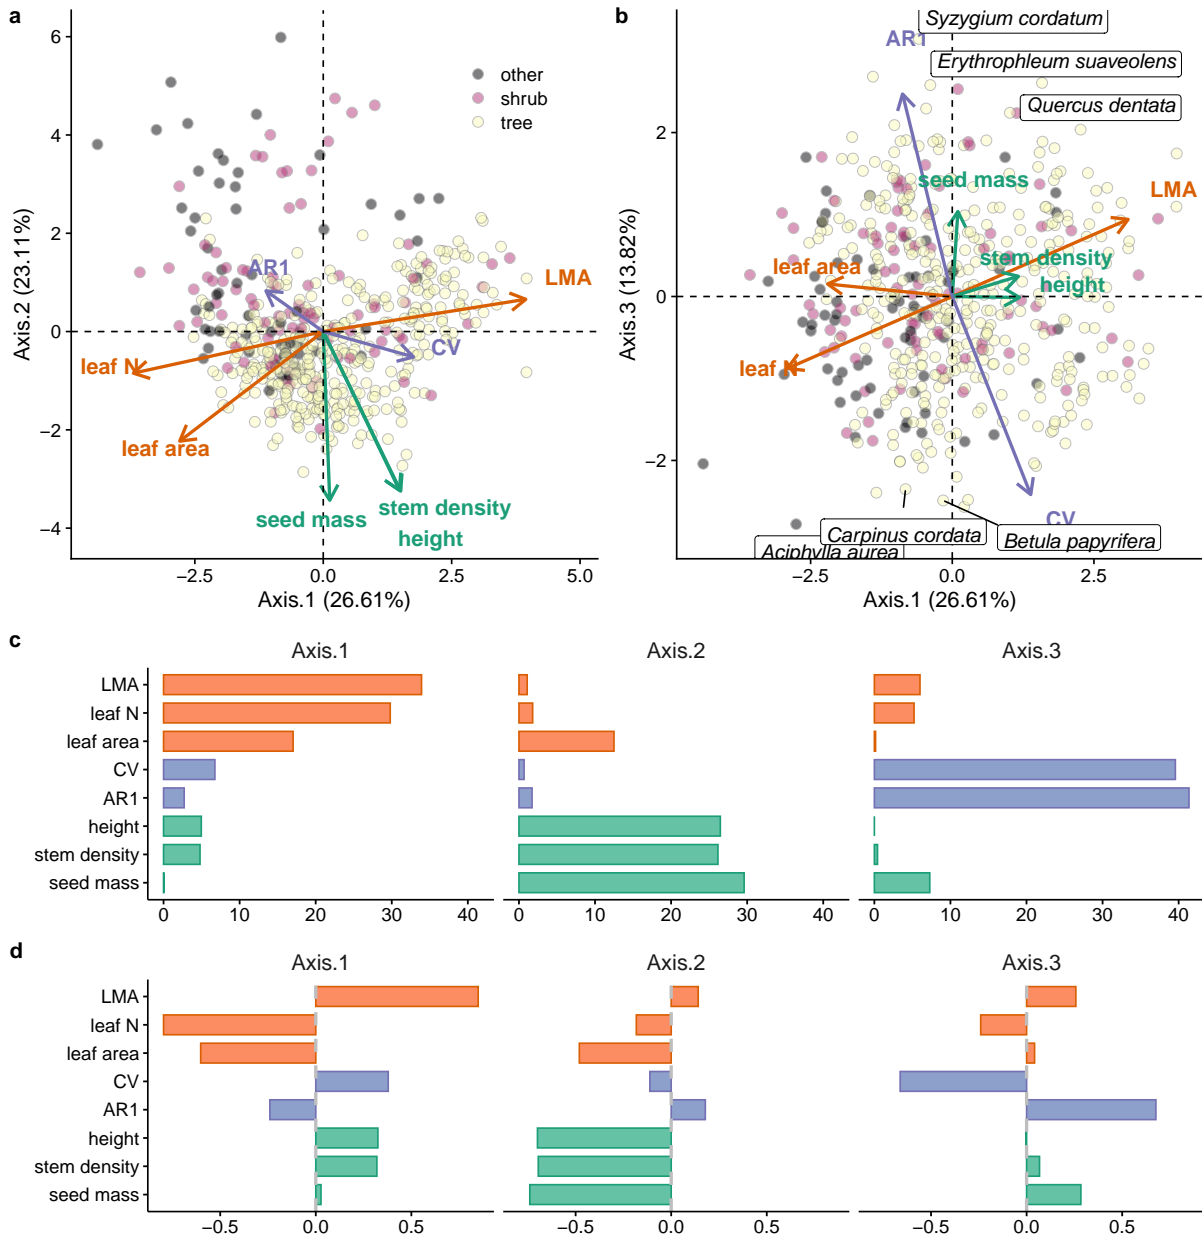 a
6
4
2
0
−2
−4
Axis.2 (23.11%)
other
shrub
tree
AR1
LMA
CV
leaf N
leaf area
seed mass
stem density
height
−2.5
0.0
2.5
5.0
Axis.1 (26.61%)
b
Syzygium cordatum
AR1
Erythrophleum suaveolens
Quercus dentata
2
0
−2
Axis.3 (13.82%)
seed mass
LMA
stem density
leaf area
height
leaf N
CV
Carpinus cordata
Betula papyrifera
Aciphylla aurea
−2.5
0.0
2.5
Axis.1 (26.61%)
c
Axis.1
Axis.2
Axis.3
LMA
leaf N
leaf area
CV
AR1
height
stem density
seed mass
0 10 20 30 40
0 10 20 30 40
0 10 20 30 40
d
Axis.1
Axis.2
Axis.3
LMA
leaf N
leaf area
CV
AR1
height
stem density
seed mass
−0.5 0.0 0.5
−0.5 0.0 0.5
−0.5 0.0 0.5